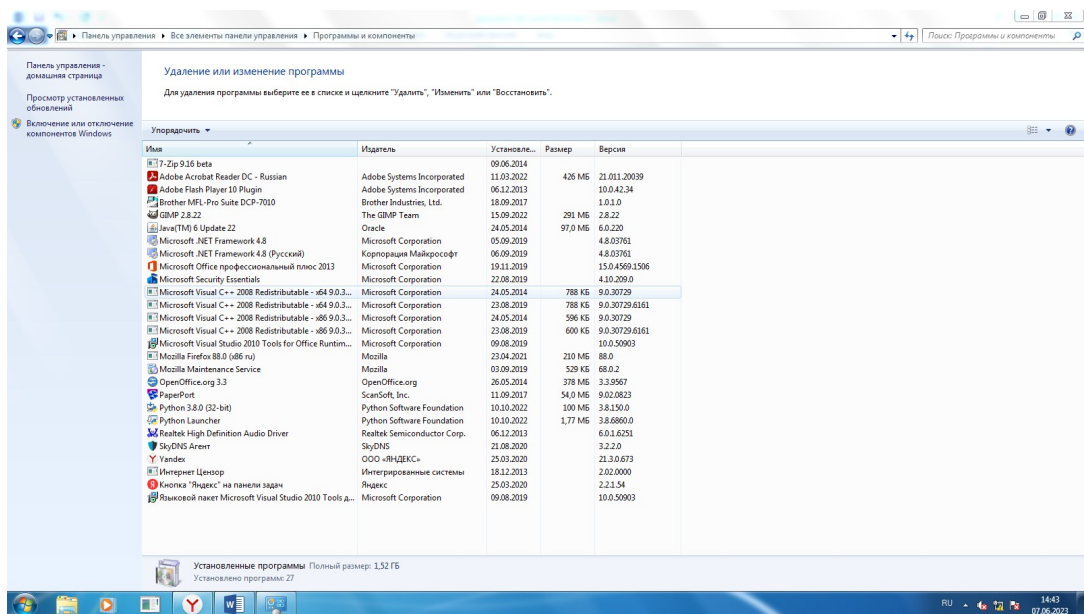 Панель управления ▸ Все элементы панели управления ▸ Программы и компоненты
Поиск: Программы и компоненты
Панель управления -
домашняя страница
Просмотр установленных
обновлений
Включение или отключение
компонентов Windows
Удаление или изменение программы
Для удаления программы выберите ее в списке и щелкните "Удалить", "Изменить" или "Восстановить".
Упорядочить
Имя Издатель Установле... Размер Версия
7-Zip 9.16 beta 09.06.2014
Adobe Acrobat Reader DC - Russian Adobe Systems Incorporated 11.03.2022 426 МБ 21.011.20039
Adobe Flash Player 10 Plugin Adobe Systems Incorporated 06.12.2013 10.0.42.34
Brother MFL-Pro Suite DCP-7010 Brother Industries, Ltd. 18.09.2017 1.0.1.0
GIMP 2.8.22 The GIMP Team 15.09.2022 291 МБ 2.8.22
Java(TM) 6 Update 22 Oracle 24.05.2014 97,0 МБ 6.0.220
Microsoft .NET Framework 4.8 Microsoft Corporation 05.09.2019 4.8.03761
Microsoft .NET Framework 4.8 (Русский) Корпорация Майкрософт 06.09.2019 4.8.03761
Microsoft Office профессиональный плюс 2013 Microsoft Corporation 19.11.2019 15.0.4569.1506
Microsoft Security Essentials Microsoft Corporation 22.08.2019 4.10.209.0
Microsoft Visual C++ 2008 Redistributable - x64 9.0.3... Microsoft Corporation 24.05.2014 788 КБ 9.0.30729
Microsoft Visual C++ 2008 Redistributable - x64 9.0.3... Microsoft Corporation 23.08.2019 788 КБ 9.0.30729.6161
Microsoft Visual C++ 2008 Redistributable - x86 9.0.3... Microsoft Corporation 24.05.2014 596 КБ 9.0.30729
Microsoft Visual C++ 2008 Redistributable - x86 9.0.3... Microsoft Corporation 23.08.2019 600 КБ 9.0.30729.6161
Microsoft Visual Studio 2010 Tools for Office Runtim... Microsoft Corporation 09.08.2019 10.0.50903
Mozilla Firefox 88.0 (x86 ru) Mozilla 23.04.2021 210 МБ 88.0
Mozilla Maintenance Service Mozilla 03.09.2019 529 КБ 68.0.2
OpenOffice.org 3.3 OpenOffice.org 26.05.2014 378 МБ 3.3.9567
PaperPort ScanSoft, Inc. 11.09.2017 54,0 МБ 9.02.0823
Python 3.8.0 (32-bit) Python Software Foundation 10.10.2022 100 МБ 3.8.150.0
Python Launcher Python Software Foundation 10.10.2022 1,77 МБ 3.8.6860.0
Realtek High Definition Audio Driver Realtek Semiconductor Corp. 06.12.2013 6.0.1.6251
SkyDNS Агент SkyDNS 21.08.2020 3.2.2.0
Yandex ООО «ЯНДЕКС» 25.03.2020 21.3.0.673
Интернет Цензор Интегрированные системы 18.12.2013 2.02.0000
Кнопка "Яндекс" на панели задач Яндекс 25.03.2020 2.2.1.54
Языковой пакет Microsoft Visual Studio 2010 Tools д... Microsoft Corporation 09.08.2019 10.0.50903
Установленные программы Полный размер: 1,52 ГБ
Установлено программ: 27
RU 14:43
07.06.2023